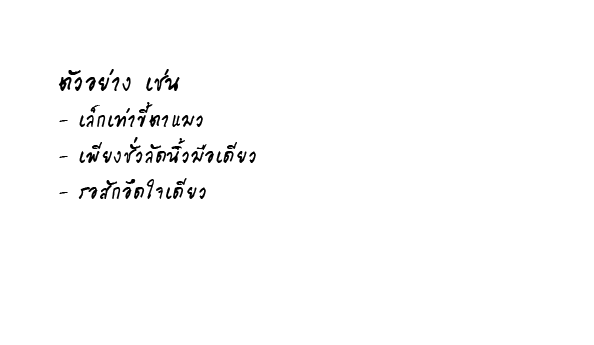 ตัวอย่าง เช่น
- เล็กเท่าขี้ตาแมว
- เพียงชั่วลัดนิ้วมือเดียว
- รอสักอึดใจเดียว